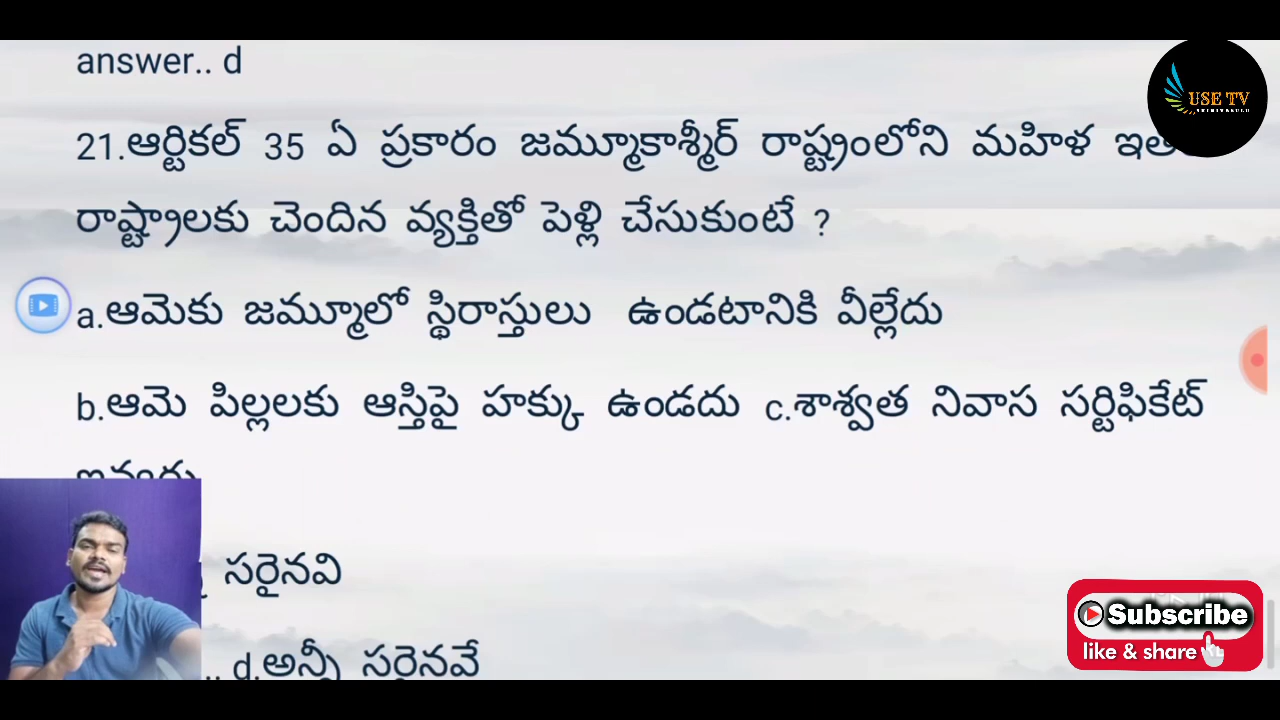 answer.. d
USE TV
21.ఆర్టికల్ 35 ఏ ప్రకారం జమ్మూకాశ్మీర్ రాష్ట్రంలోని మహిళ
రాష్ట్రాలకు చెందిన వ్యక్తితో పెళ్లి చేసుకుంటే ?
a.ఆమెకు జమ్మూలో స్థిరాస్తులు ఉండటానికి వీల్లేదు
b.ఆమె పిల్లలకు ఆస్తిపై హక్కు ఉండదు c.శాశ్వత నివాస సర్టిఫికేట్
సరైనవి
.. d.అన్నీ సరైనవే
Subscribe
like & share